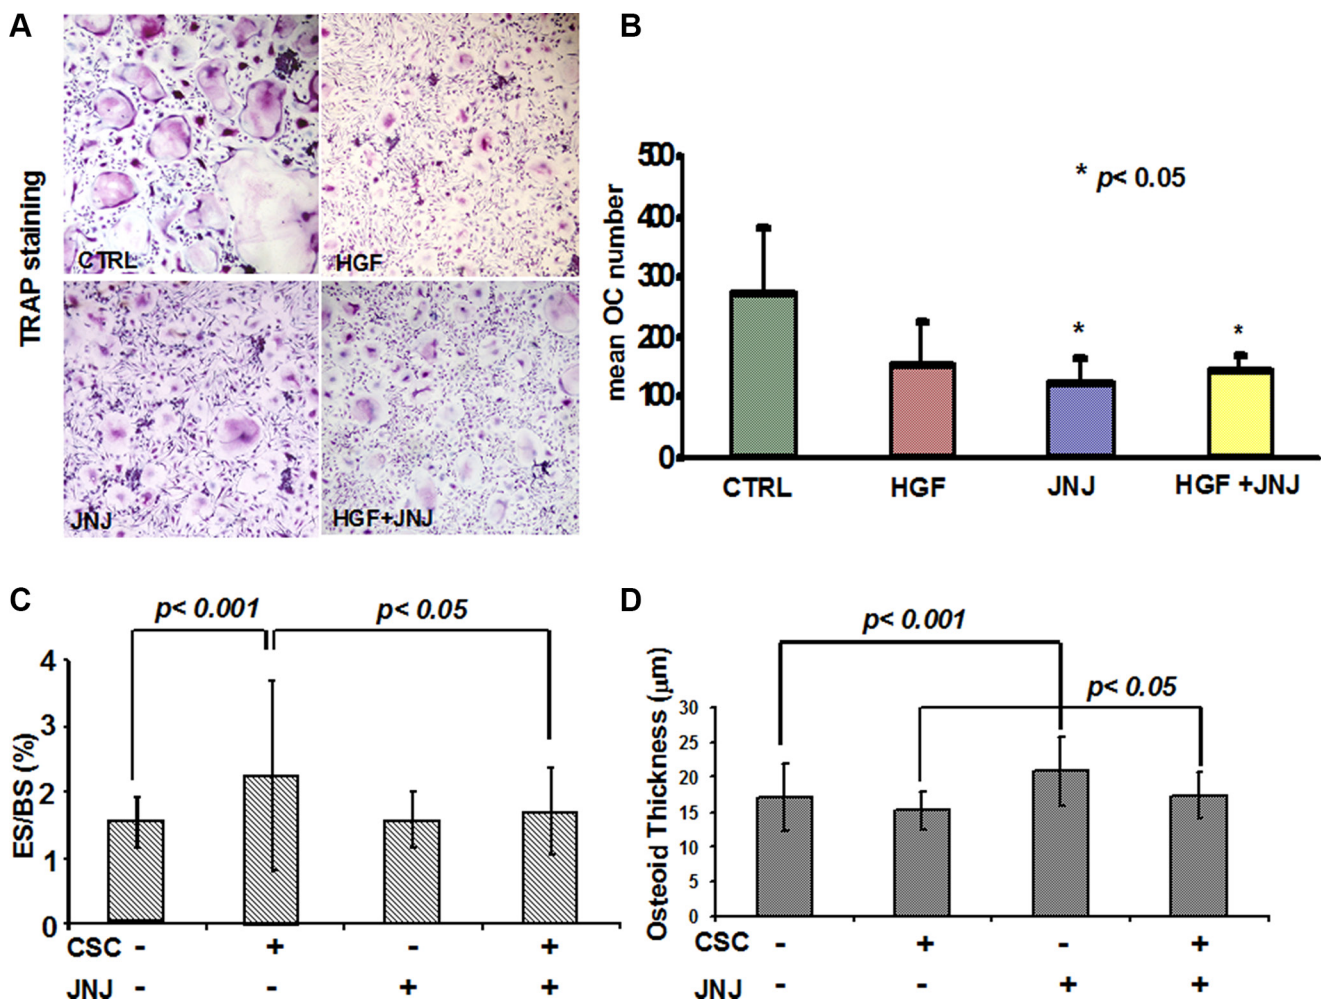 A
TRAP staining
CTRL
HGF
JNJ
HGF+JNJ
B
mean OC number
500
400
300
200
100
0
* p< 0.05
*
*
CTRL
HGF
JNJ
HGF +JNJ
C
p< 0.001
p< 0.05
ES/BS (%)
4
3
2
1
0
CSC - + - +
JNJ - - + +
D
p< 0.001
p< 0.05
Osteoid Thickness (µm)
30
25
20
15
10
5
0
CSC - + - +
JNJ - - + +